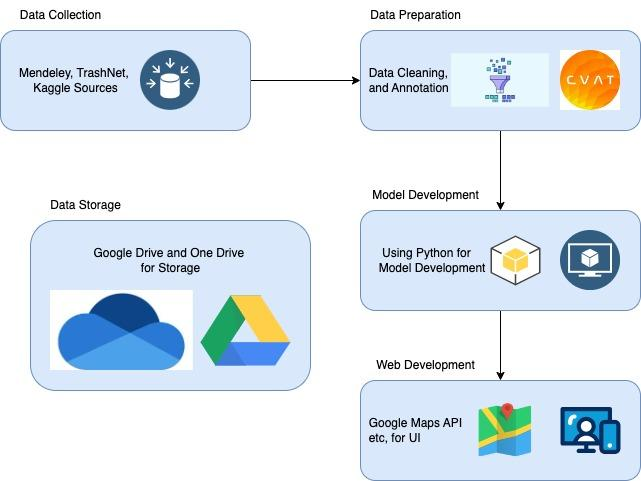 Data Collection
Mendeley, TrashNet,
Kaggle Sources
Data Preparation
Data Cleaning,
and Annotation
CVAT
Data Storage
Google Drive and One Drive
for Storage
Model Development
Using Python for
Model Development
Web Development
Google Maps API
etc, for UI